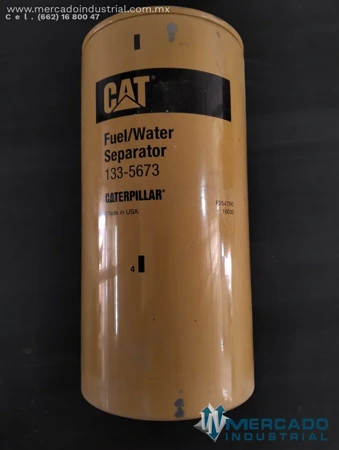 www.mercadoindustrial.com.mx
Cel. (662) 16 800 47
CAT
Fuel/Water
Separator
133-5673
CATERPILLAR®
Made in USA
4
MERCADO
INDUSTRIAL